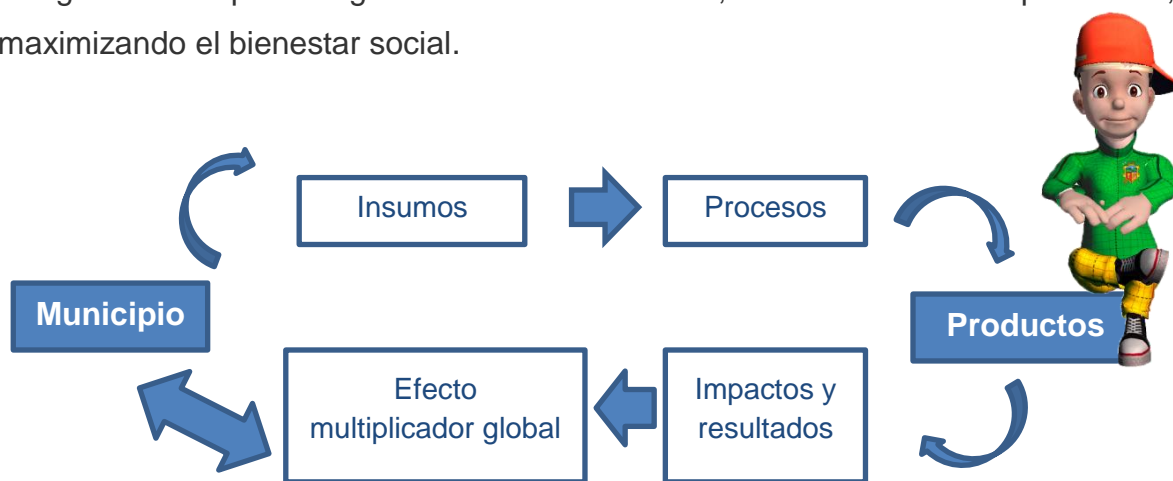 maximizando el bienestar social.
Insumos
Procesos
Municipio
Productos
Efecto
multiplicador global
Impactos y
resultados